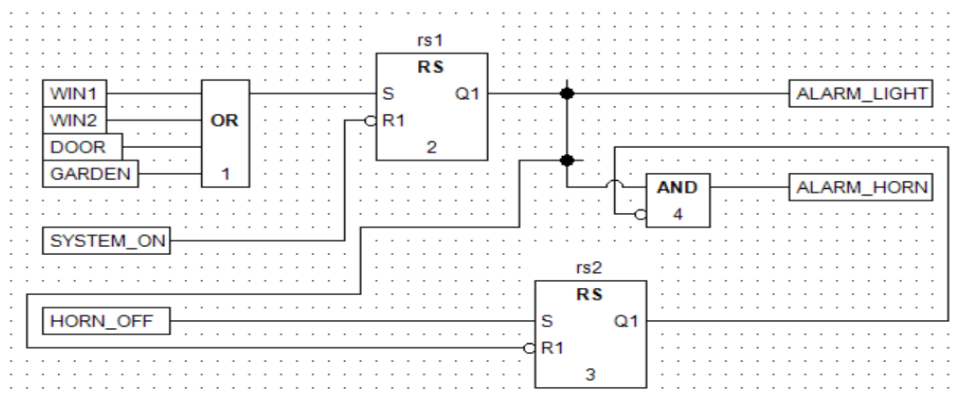 rs1
RS
WIN1
S
Q1
ALARM_LIGHT
WIN2
OR
R1
DOOR
2
GARDEN
1
AND
ALARM_HORN
4
SYSTEM_ON
rs2
RS
HORN_OFF
S
Q1
R1
3